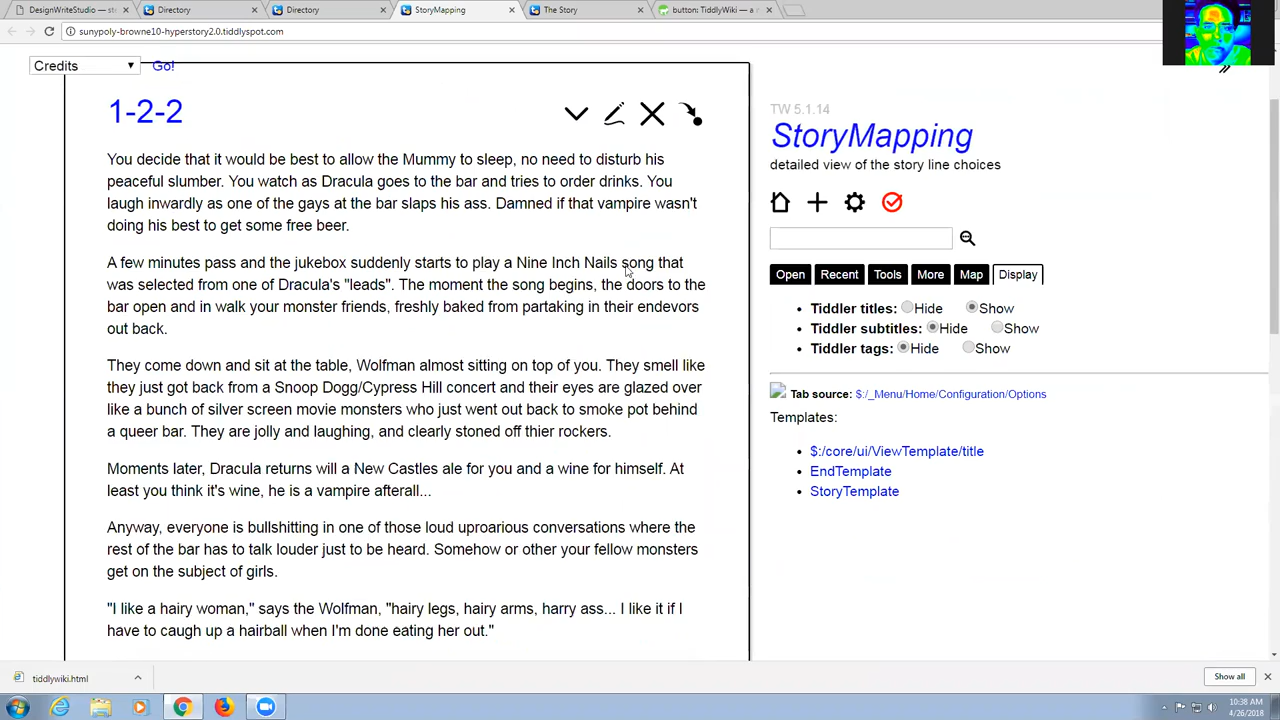 DesignWriteStudio — st
Directory
Directory
StoryMapping
The Story
button: TiddlyWiki — a n
sunypoly-browne10-hyperstory2.0.tiddlyspot.com
Credits Go!
1-2-2
You decide that it would be best to allow the Mummy to sleep, no need to disturb his
peaceful slumber. You watch as Dracula goes to the bar and tries to order drinks. You
laugh inwardly as one of the gays at the bar slaps his ass. Damned if that vampire wasn't
doing his best to get some free beer.
A few minutes pass and the jukebox suddenly starts to play a Nine Inch Nails song that
was selected from one of Dracula's "leads". The moment the song begins, the doors to the
bar open and in walk your monster friends, freshly baked from partaking in their endevors
out back.
They come down and sit at the table, Wolfman almost sitting on top of you. They smell like
they just got back from a Snoop Dogg/Cypress Hill concert and their eyes are glazed over
like a bunch of silver screen movie monsters who just went out back to smoke pot behind
a queer bar. They are jolly and laughing, and clearly stoned off thier rockers.
Moments later, Dracula returns will a New Castles ale for you and a wine for himself. At
least you think it's wine, he is a vampire afterall...
Anyway, everyone is bullshitting in one of those loud uproarious conversations where the
rest of the bar has to talk louder just to be heard. Somehow or other your fellow monsters
get on the subject of girls.
"I like a hairy woman," says the Wolfman, "hairy legs, hairy arms, harry ass... I like it if I
have to caugh up a hairball when I'm done eating her out."
TW 5.1.14
StoryMapping
detailed view of the story line choices
Open Recent Tools More Map Display
Tiddler titles: Hide Show
Tiddler subtitles: Hide Show
Tiddler tags: Hide Show
Tab source: $:/_Menu/Home/Configuration/Options
Templates:
$:/core/ui/ViewTemplate/title
EndTemplate
StoryTemplate
tiddlywiki.html
Show all
10:38 AM
4/26/2018